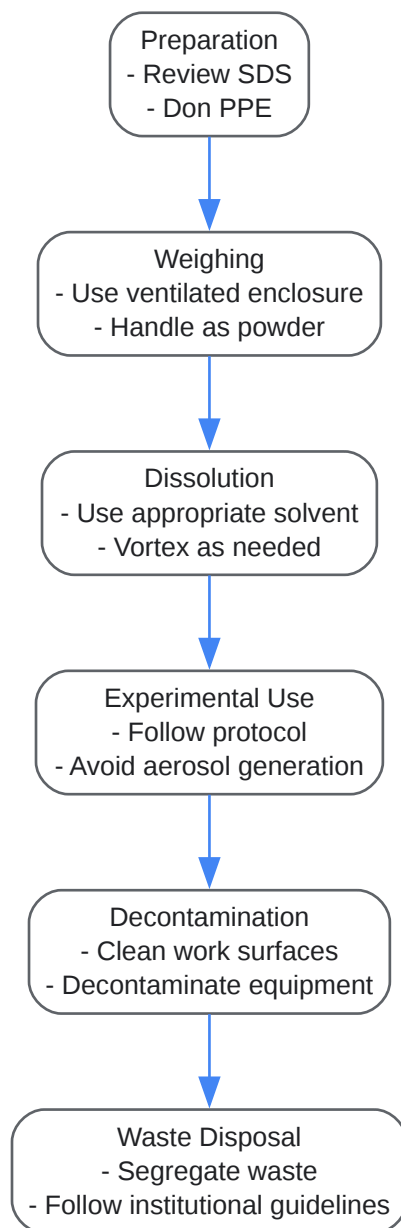 Preparation
- Review SDS
- Don PPE
Weighing
- Use ventilated enclosure
- Handle as powder
Dissolution
- Use appropriate solvent
- Vortex as needed
Experimental Use
- Follow protocol
- Avoid aerosol generation
Decontamination
- Clean work surfaces
- Decontaminate equipment
Waste Disposal
- Segregate waste
- Follow institutional guidelines